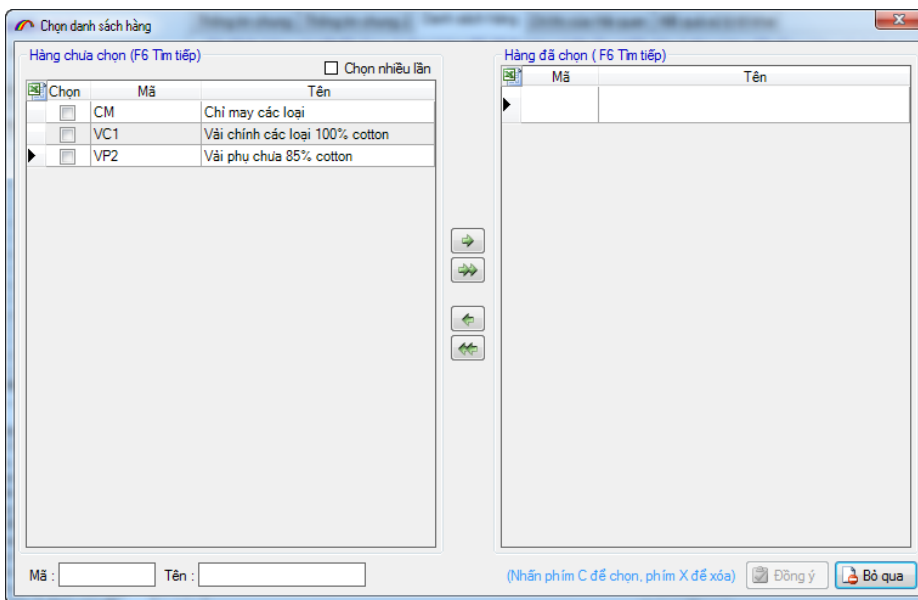 Chọn danh sách hàng
Hàng chưa chọn (F6 Tìm tiếp)
Chọn nhiều lần
Chọn Mã Tên
CM Chỉ may các loại
VC1 Vải chính các loại 100% cotton
VP2 Vải phụ chưa 85% cotton
Hàng đã chọn ( F6 Tìm tiếp)
Mã Tên
Mã : Tên :
(Nhấn phím C để chọn, phím X để xóa) Đồng ý Bỏ qua